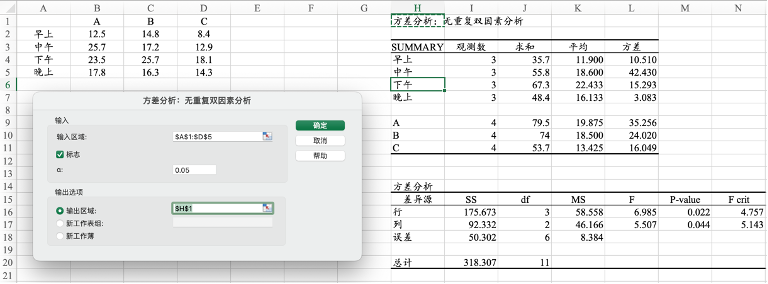 A B C D E F G H I J K L M N
1 A B C 方差分析：无重复双因素分析
2 早上 12.5 14.8 8.4
3 中午 25.7 17.2 12.9 SUMMARY 观测数 求和 平均 方差
4 下午 23.5 25.7 18.1 早上 3 35.7 11.900 10.510
5 晚上 17.8 16.3 14.3 中午 3 55.8 18.600 42.430
6 下午 3 67.3 22.433 15.293
7 晚上 3 48.4 16.133 3.083
8
9 A 4 79.5 19.875 35.256
10 B 4 74 18.500 24.020
11 C 4 53.7 13.425 16.049
12
13
14 方差分析
15 差异源 SS df MS F P-value F crit
16 行 175.673 3 58.558 6.985 0.022 4.757
17 列 92.332 2 46.166 5.507 0.044 5.143
18 误差 50.302 6 8.384
19
20 总计 318.307 11
21
方差分析：无重复双因素分析
输入
输入区域: $A$1:$D$5
标志
α: 0.05
输出选项
输出区域: $H$1
新工作表组:
新工作簿
确定
取消
帮助